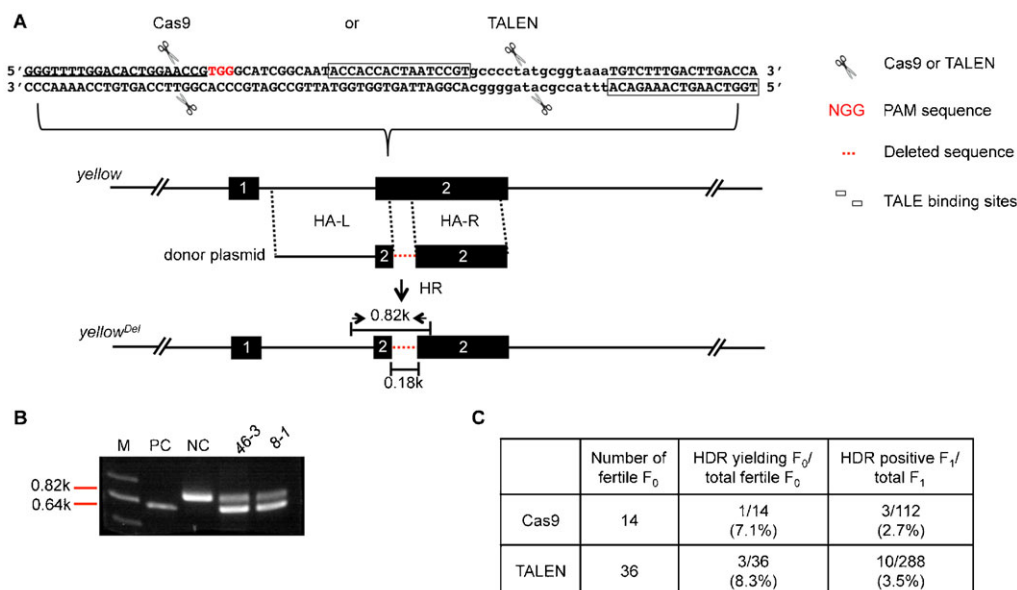 A
Cas9 or TALEN
5’GGGTTTTGGACACTGGAACCGTGGGCATCGGCAATACCACCACTAATCCGTgcccctatgcggtaaaTGTCTTTGACTTGACCA 3’
3’CCCAAAACCTGTGACCTTGGCACCCGTAGCCGTTATGGTGGTGATTAGGCAcggggatacgccatttACAGAAACTGAACTGGT 5’
Cas9 or TALEN
NGG PAM sequence
Deleted sequence
TALE binding sites
yellow
1 2
HA-L HA-R
donor plasmid 2 2
HR
0.82k
yellowDel 1 2 2
0.18k
B
M PC NC 46-3 8-1
0.82k
0.64k
C
Number of fertile F0
HDR yielding F0/ total fertile F0
HDR positive F1/ total F1
Cas9 14 1/14 (7.1%) 3/112 (2.7%)
TALEN 36 3/36 (8.3%) 10/288 (3.5%)